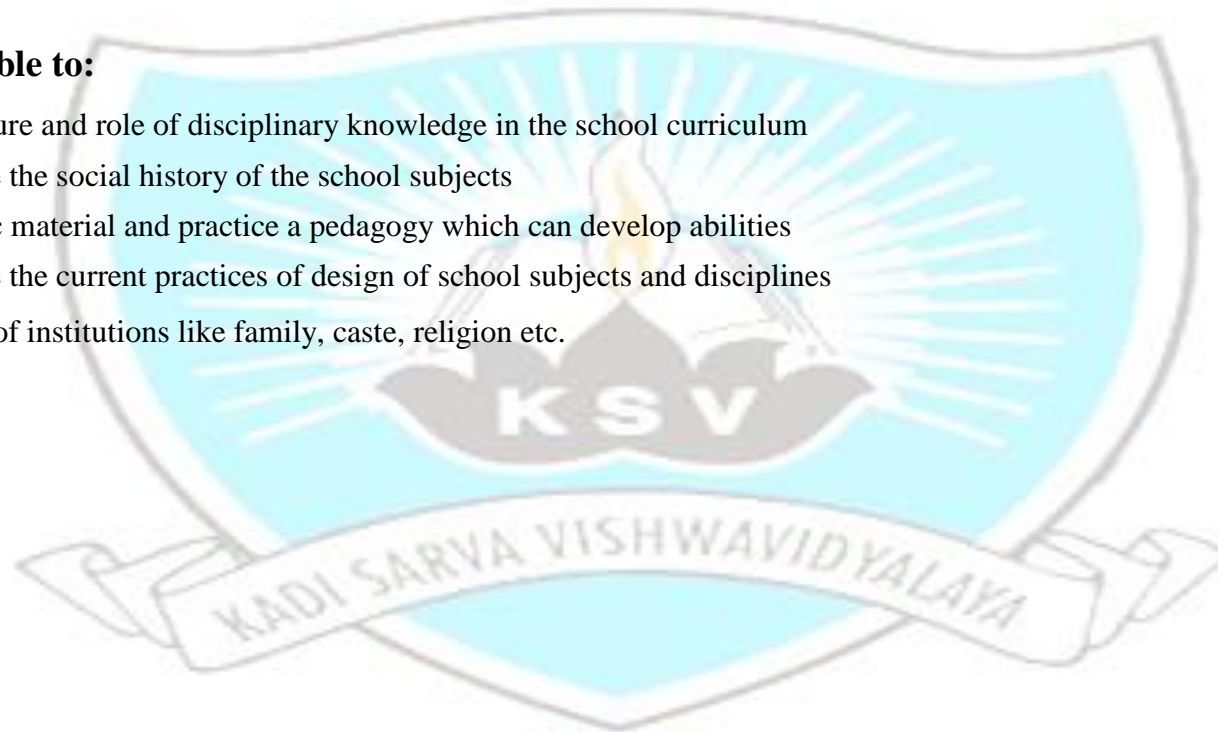 ble to:
ure and role of disciplinary knowledge in the school curriculum
the social history of the school subjects
material and practice a pedagogy which can develop abilities
the current practices of design of school subjects and disciplines
of institutions like family, caste, religion etc.
KSV
KADI SARVA VISHWAVIDYALAYA